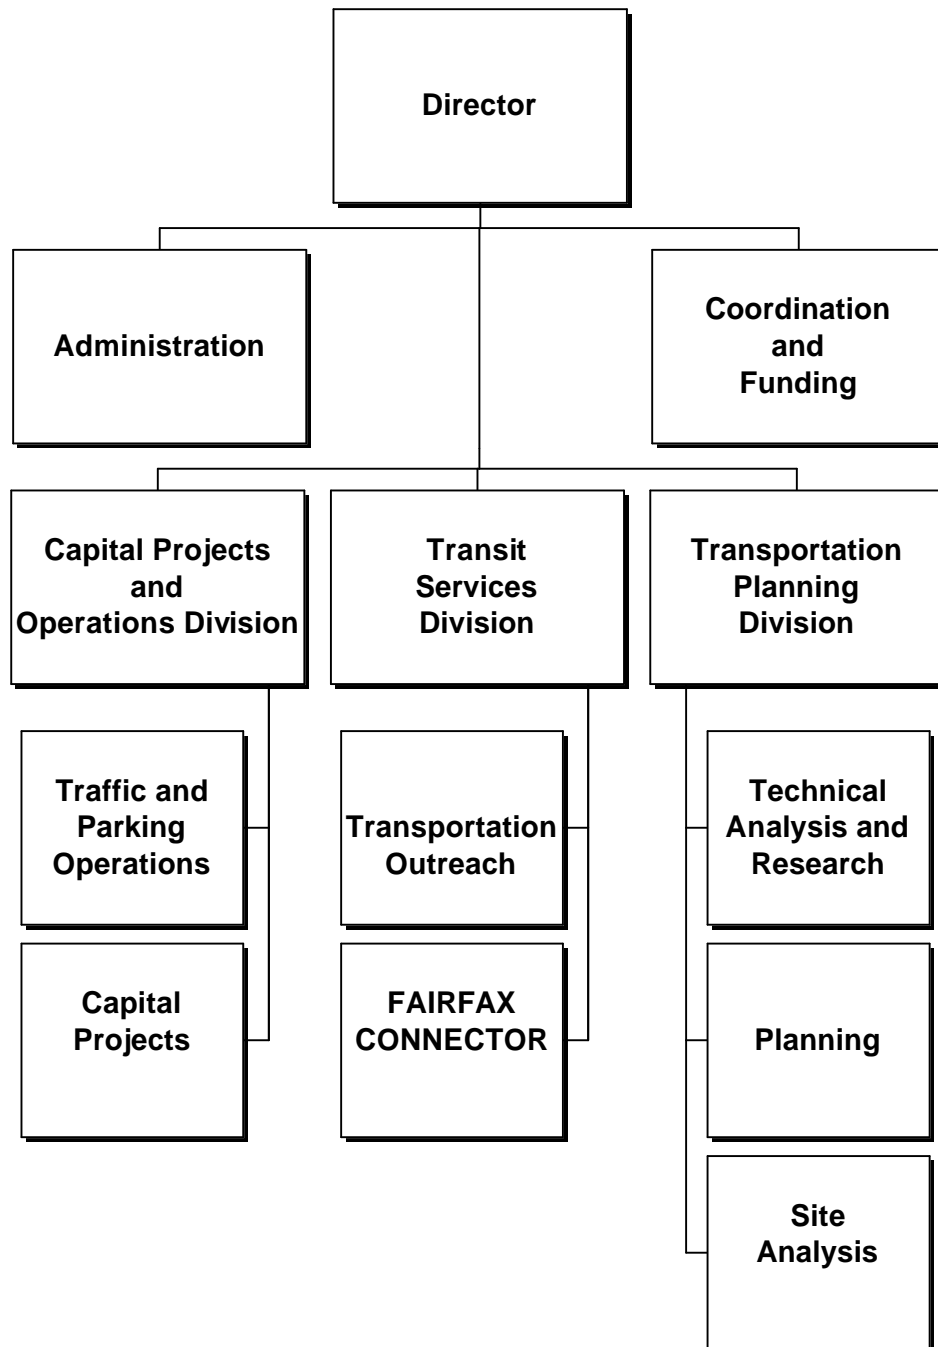 Director
Administration
Coordination
and
Funding
Capital Projects
and
Operations Division
Transit
Services
Division
Transportation
Planning
Division
Traffic and
Parking
Operations
Transportation
Outreach
Technical
Analysis and
Research
Capital
Projects
FAIRFAX
CONNECTOR
Planning
Site
Analysis